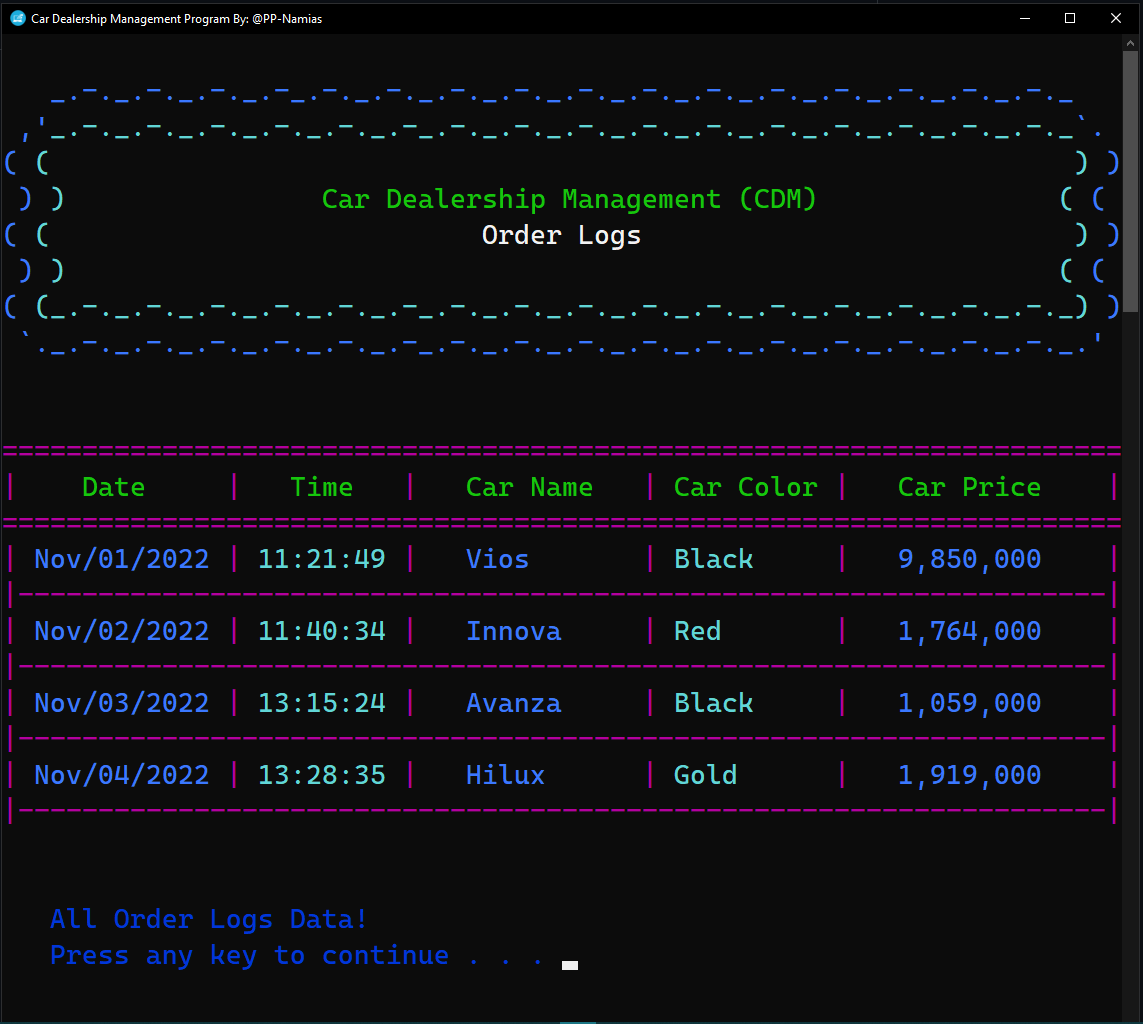 Car Dealership Management Program By: @PP-Namias
Car Dealership Management (CDM)
Order Logs
| Date | Time | Car Name | Car Color | Car Price |
| Nov/01/2022 | 11:21:49 | Vios | Black | 9,850,000 |
| Nov/02/2022 | 11:40:34 | Innova | Red | 1,764,000 |
| Nov/03/2022 | 13:15:24 | Avanza | Black | 1,059,000 |
| Nov/04/2022 | 13:28:35 | Hilux | Gold | 1,919,000 |
All Order Logs Data!
Press any key to continue . . .